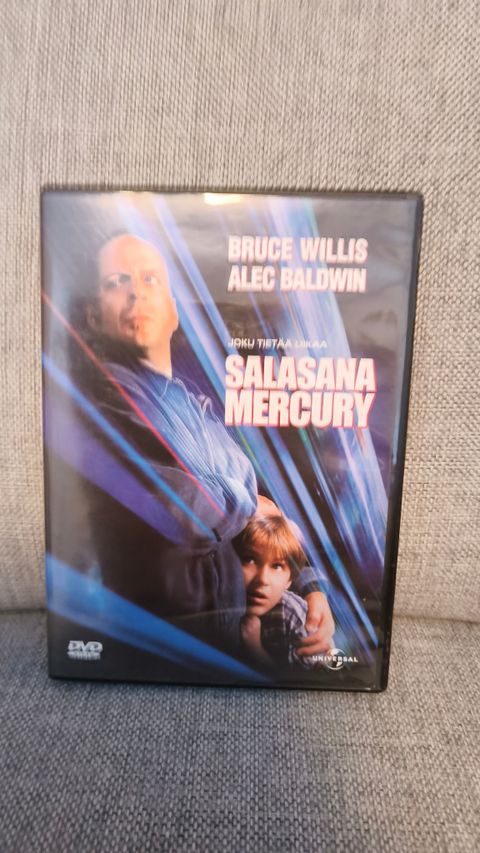 BRUCE WILLIS
ALEC BALDWIN
JOKU TIETÄÄ LIIKAA
SALASANA
MERCURY
DVD
UNIVERSAL